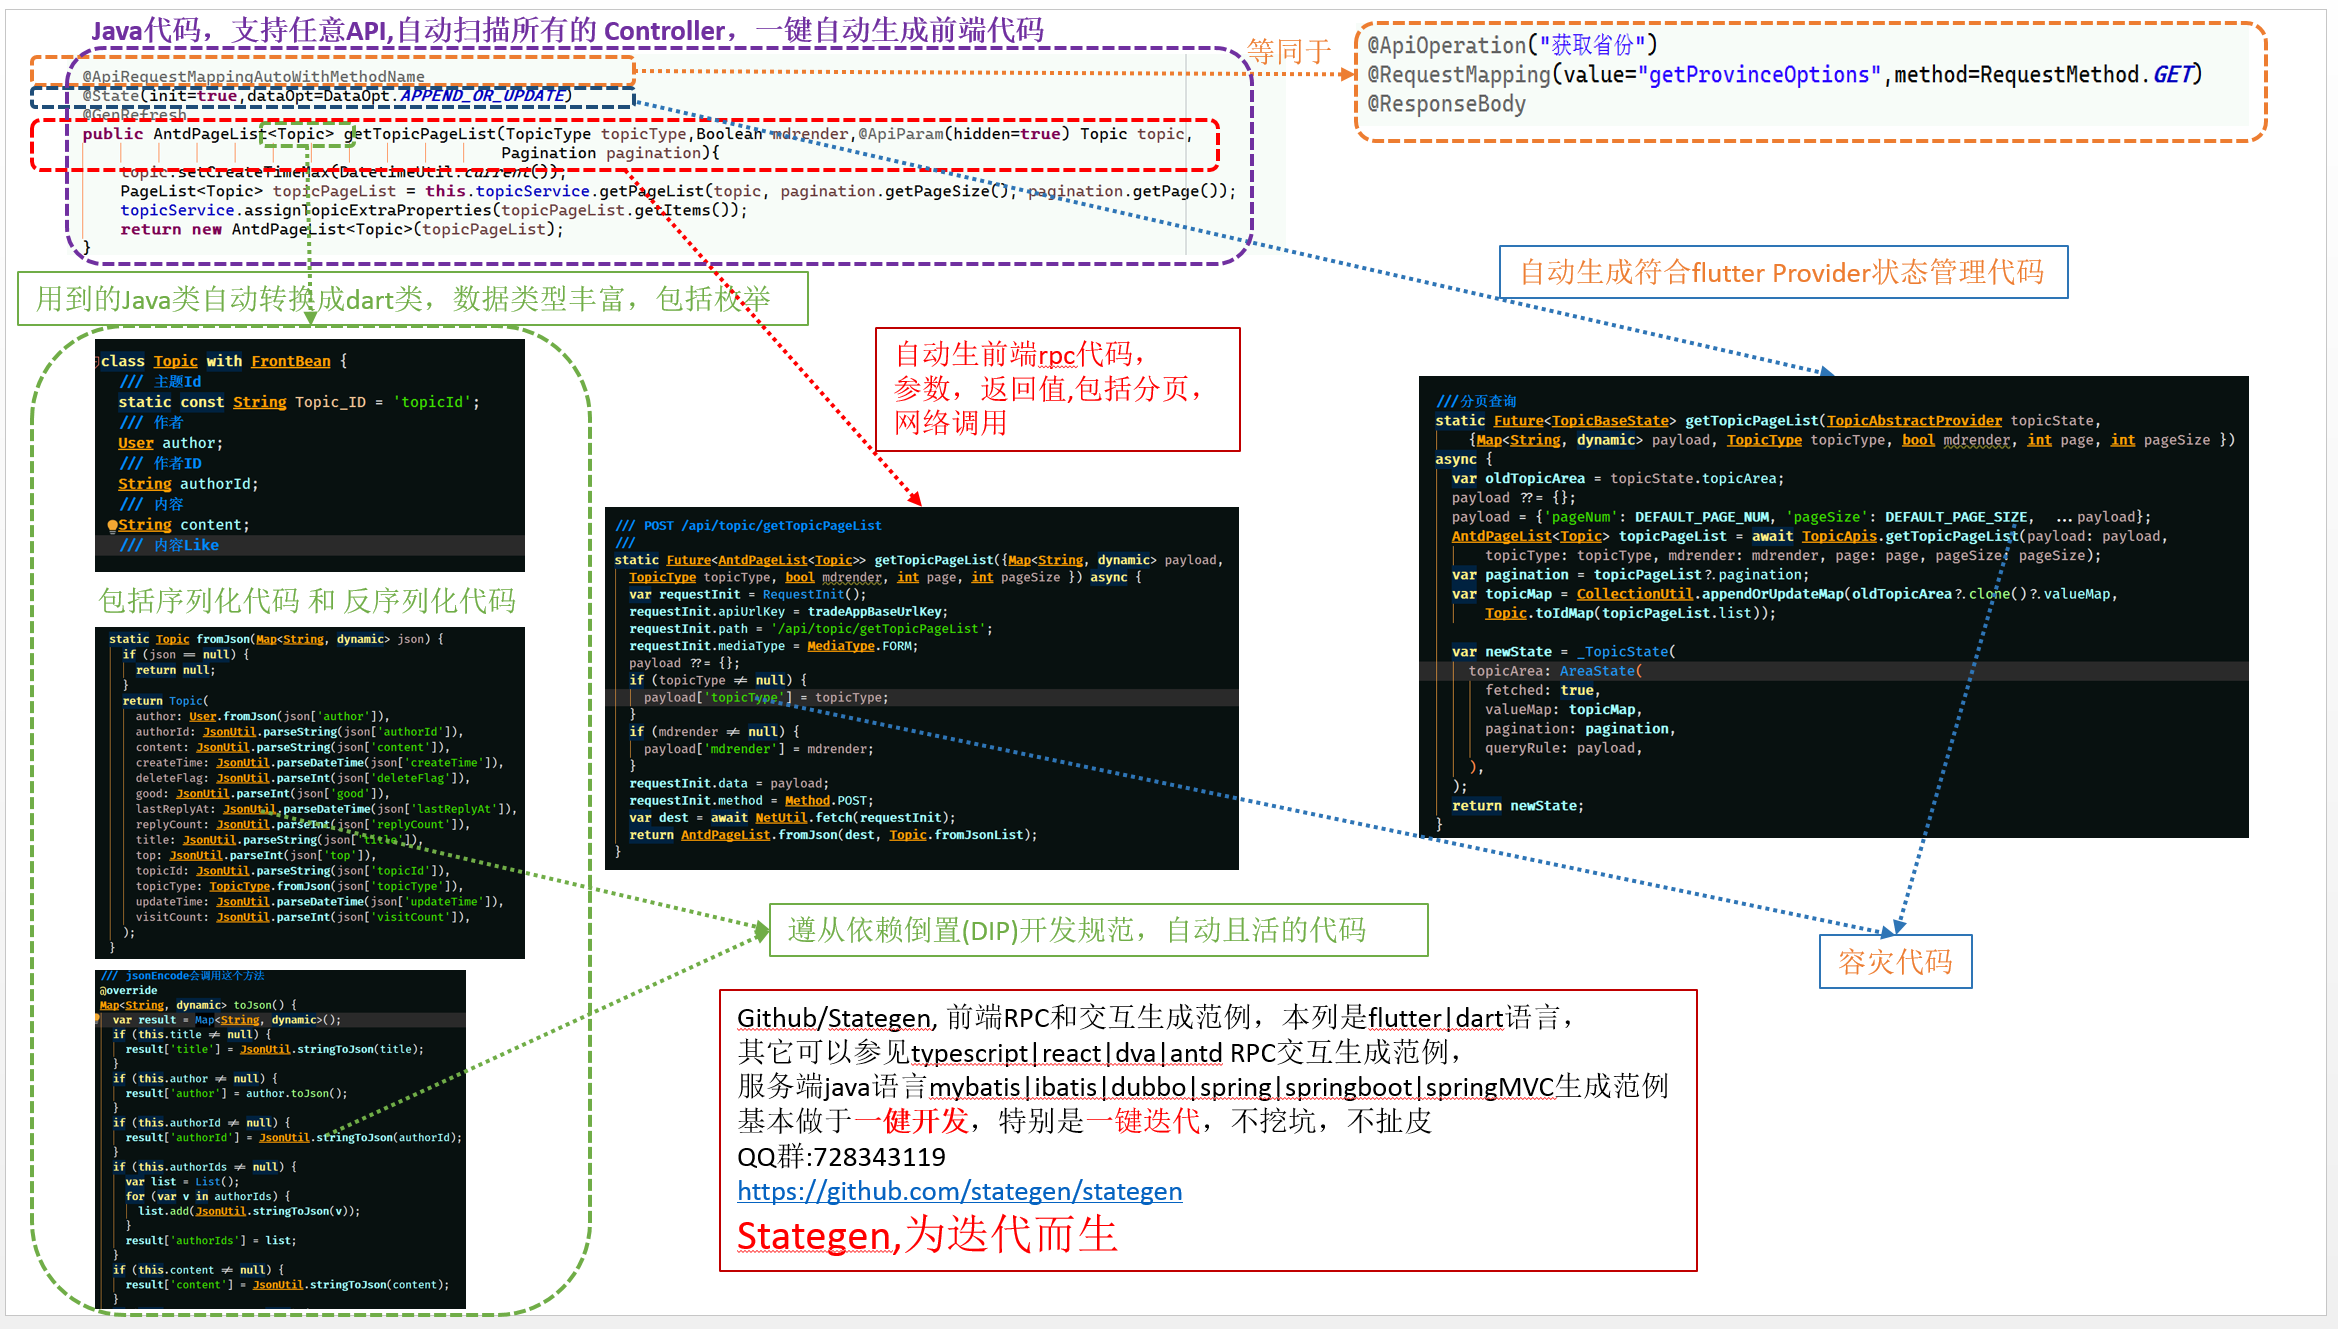 Java代码，支持任意API,自动扫描所有的 Controller，一键自动生成前端代码
@ApiRequestMappingAutoWithMethodName
@State(init=true,dataOpt=DataOpt.APPEND_OR_UPDATE)
@GenRefresh
public AntdPageList<Topic> getTopicPageList(TopicType topicType,Boolean mdrender,@ApiParam(hidden=true) Topic topic,
Pagination pagination){
topic.setCreateTimeMax(DatetimeUtil.current());
PageList<Topic> topicPageList = this.topicService.getPageList(topic, pagination.getPageSize(), pagination.getPage());
topicService.assignTopicExtraProperties(topicPageList.getItems());
return new AntdPageList<Topic>(topicPageList);
}
等同于
@ApiOperation("获取省份")
@RequestMapping(value="getProvinceOptions",method=RequestMethod.GET)
@ResponseBody
用到的Java类自动转换成dart类，数据类型丰富，包括枚举
自动生成符合flutter Provider状态管理代码
自动生前端rpc代码，
参数，返回值,包括分页，
网络调用
class Topic with FrontBean {
/// 主题Id
static const String Topic_ID = 'topicId';
/// 作者
User author;
/// 作者ID
String authorId;
/// 内容
String content;
/// 内容Like
包括序列化代码 和 反序列化代码
static Topic fromJson(Map<String, dynamic> json) {
if (json == null) {
return null;
}
return Topic(
author: User.fromJson(json['author']),
authorId: JsonUtil.parseString(json['authorId']),
content: JsonUtil.parseString(json['content']),
createTime: JsonUtil.parseDateTime(json['createTime']),
deleteFlag: JsonUtil.parseInt(json['deleteFlag']),
good: JsonUtil.parseInt(json['good']),
lastReplyAt: JsonUtil.parseDateTime(json['lastReplyAt']),
replyCount: JsonUtil.parseInt(json['replyCount']),
title: JsonUtil.parseString(json['title']),
top: JsonUtil.parseInt(json['top']),
topicId: JsonUtil.parseString(json['topicId']),
topicType: TopicType.fromJson(json['topicType']),
updateTime: JsonUtil.parseDateTime(json['updateTime']),
visitCount: JsonUtil.parseInt(json['visitCount']),
);
}
/// jsonEncode会调用这个方法
@override
Map<String, dynamic> toJson() {
var result = Map<String, dynamic>();
if (this.title != null) {
result['title'] = JsonUtil.stringToJson(title);
}
if (this.author != null) {
result['author'] = author.toJson();
}
if (this.authorId != null) {
result['authorId'] = JsonUtil.stringToJson(authorId);
}
if (this.authorIds != null) {
var list = List();
for (var v in authorIds) {
list.add(JsonUtil.stringToJson(v));
}
result['authorIds'] = list;
}
if (this.content != null) {
result['content'] = JsonUtil.stringToJson(content);
}
/// POST /api/topic/getTopicPageList
///
static Future<AntdPageList<Topic>> getTopicPageList({Map<String, dynamic> payload,
TopicType topicType, bool mdrender, int page, int pageSize }) async {
var requestInit = RequestInit();
requestInit.apiUrlKey = tradeAppBaseUrlKey;
requestInit.path = '/api/topic/getTopicPageList';
requestInit.mediaType = MediaType.FORM;
payload ??= {};
if (topicType != null) {
payload['topicType'] = topicType;
}
if (mdrender != null) {
payload['mdrender'] = mdrender;
}
requestInit.data = payload;
requestInit.method = Method.POST;
var dest = await NetUtil.fetch(requestInit);
return AntdPageList.fromJson(dest, Topic.fromJsonList);
}
///分页查询
static Future<TopicBaseState> getTopicPageList(TopicAbstractProvider topicState,
{Map<String, dynamic> payload, TopicType topicType, bool mdrender, int page, int pageSize })
async {
var oldTopicArea = topicState.topicArea;
payload ??= {};
payload = {'pageNum': DEFAULT_PAGE_NUM, 'pageSize': DEFAULT_PAGE_SIZE, ...payload};
AntdPageList<Topic> topicPageList = await TopicApis.getTopicPageList(payload: payload,
topicType: topicType, mdrender: mdrender, page: page, pageSize: pageSize);
var pagination = topicPageList?.pagination;
var topicMap = CollectionUtil.appendOrUpdateMap(oldTopicArea?.clone()?.valueMap,
Topic.toIdMap(topicPageList.list));
var newState = _TopicState(
topicArea: AreaState(
fetched: true,
valueMap: topicMap,
pagination: pagination,
queryRule: payload,
),
);
return newState;
}
遵从依赖倒置(DIP)开发规范，自动且活的代码
容灾代码
Github/Stategen, 前端RPC和交互生成范例，本列是flutter|dart语言，
其它可以参见typescript|react|dva|antd RPC交互生成范例，
服务端java语言mybatis|ibatis|dubbo|spring|springboot|springMVC生成范例
基本做于一健开发，特别是一键迭代，不挖坑，不扯皮
QQ群:728343119
https://github.com/stategen/stategen
Stategen,为迭代而生